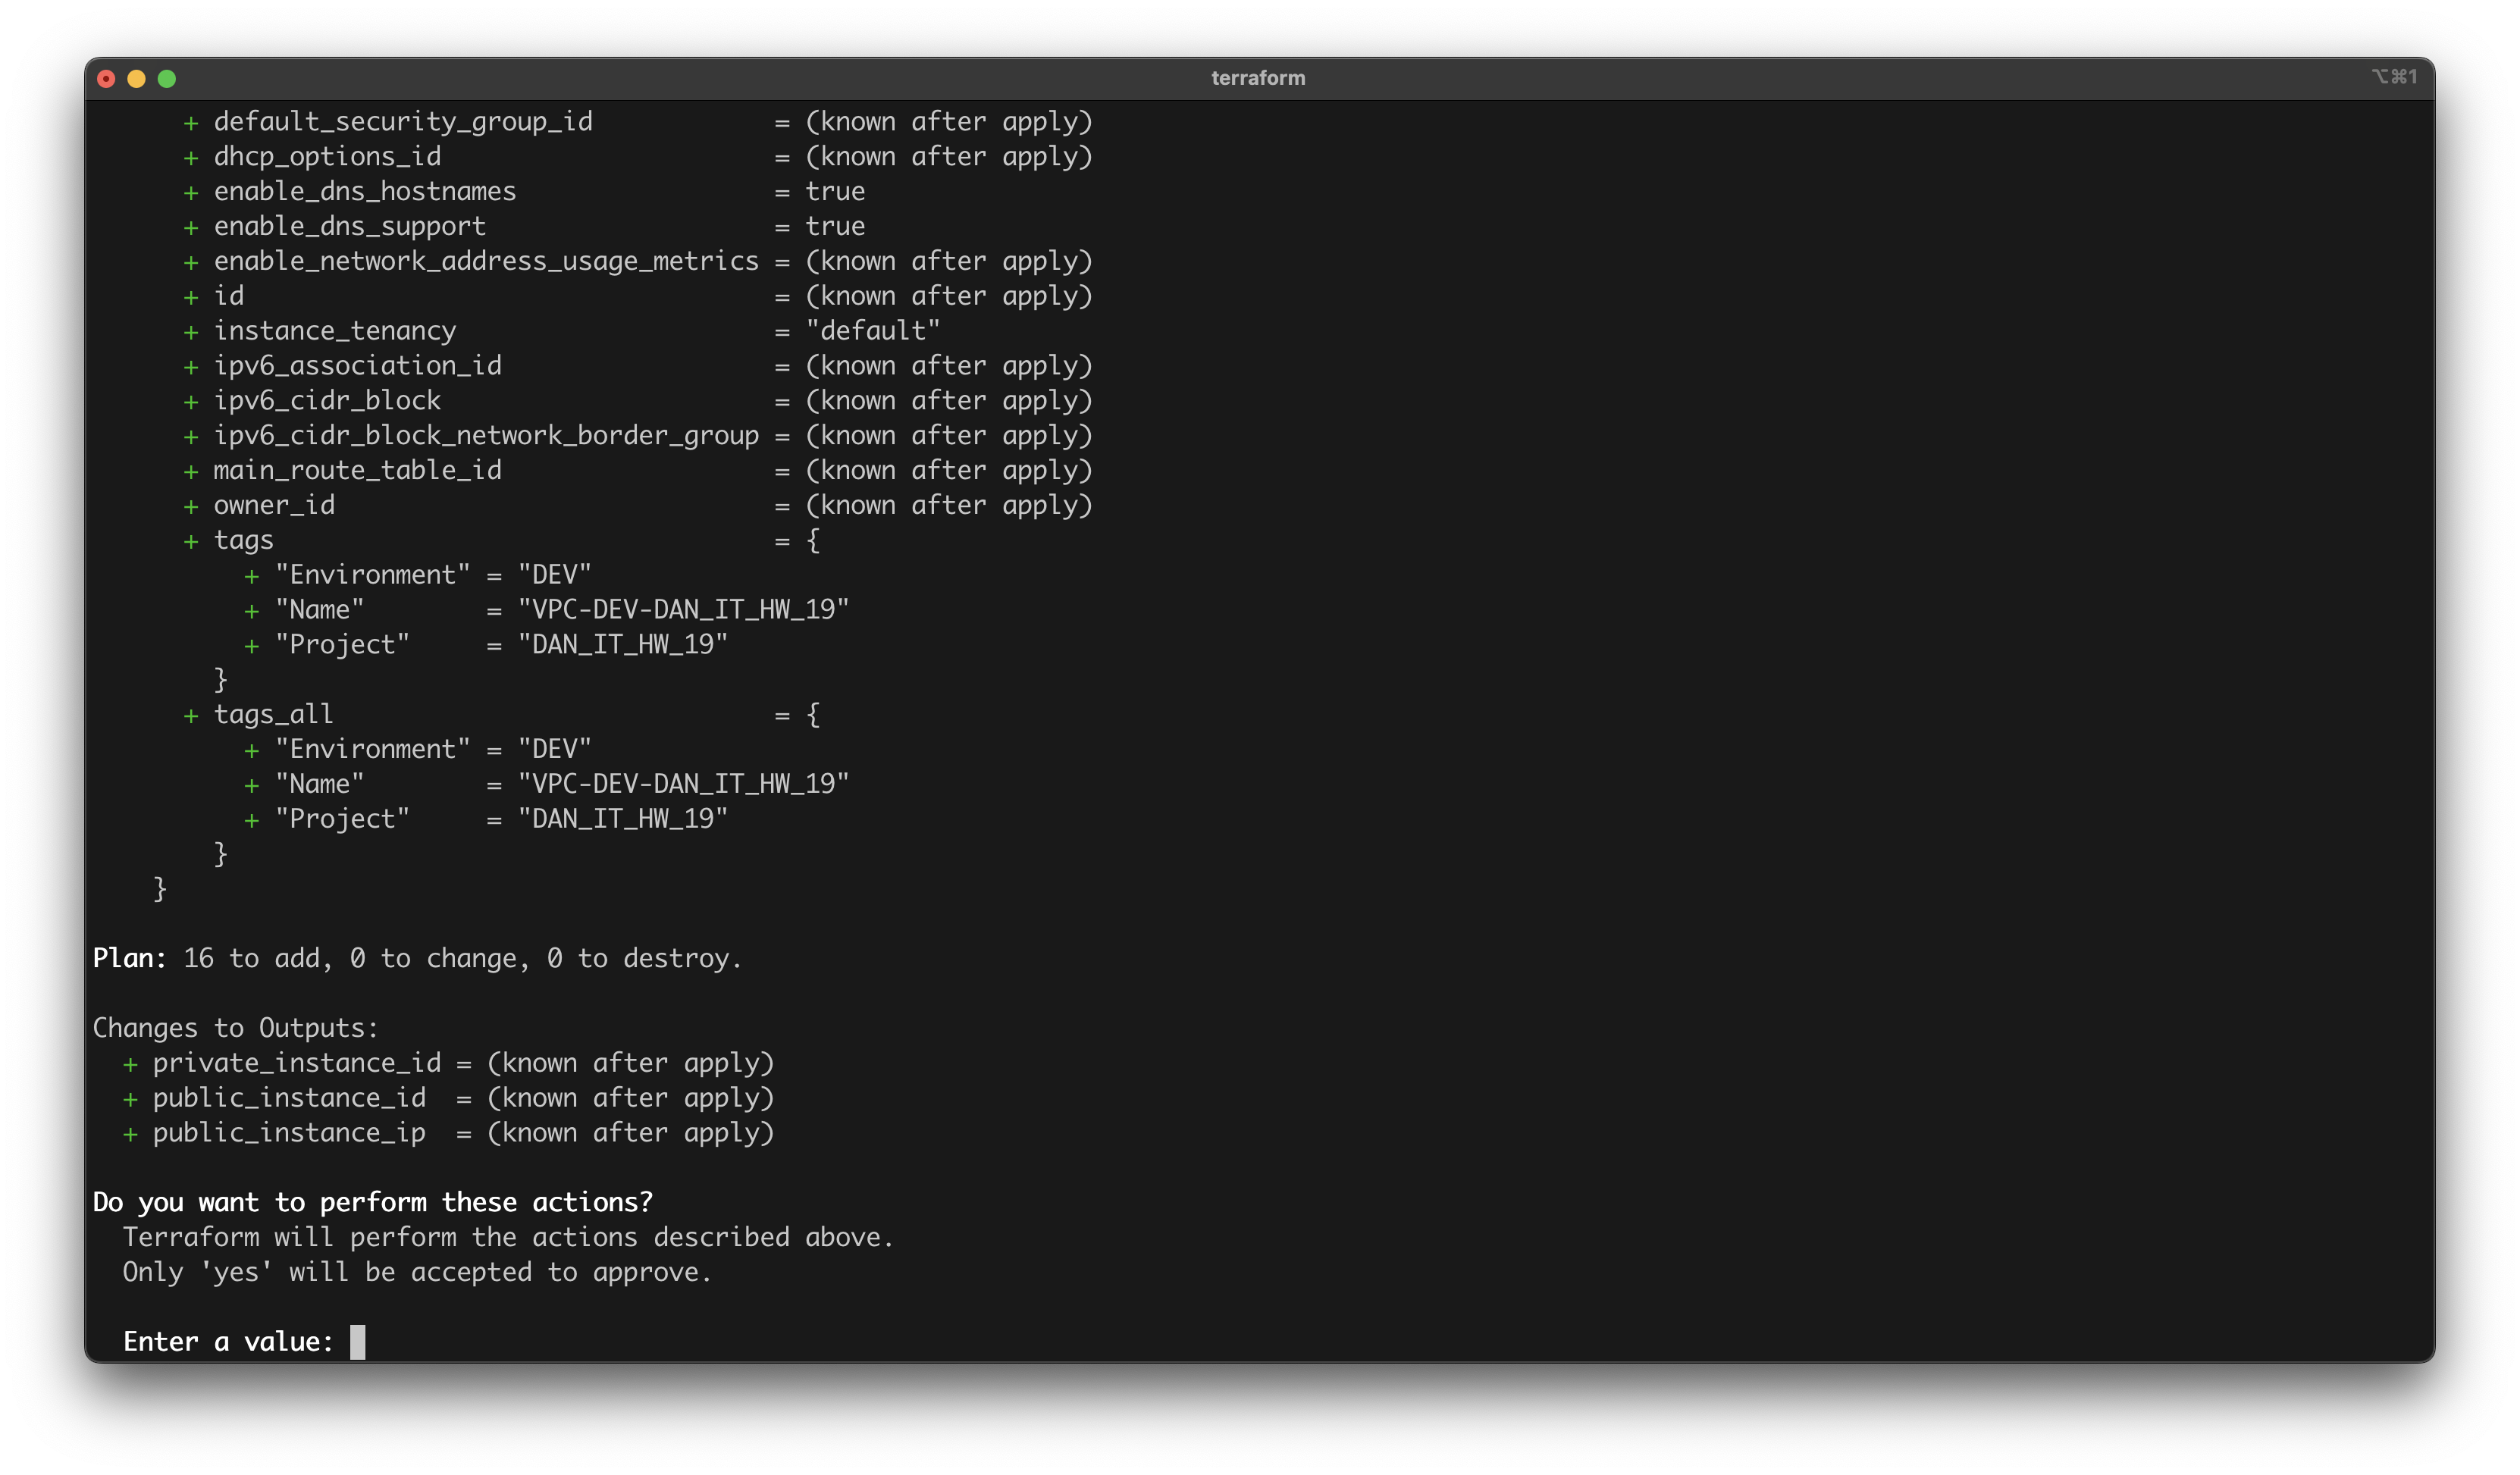 terraform
⌥⌘1
      + default_security_group_id            = (known after apply)
      + dhcp_options_id                      = (known after apply)
      + enable_dns_hostnames                 = true
      + enable_dns_support                   = true
      + enable_network_address_usage_metrics = (known after apply)
      + id                                   = (known after apply)
      + instance_tenancy                     = "default"
      + ipv6_association_id                  = (known after apply)
      + ipv6_cidr_block                      = (known after apply)
      + ipv6_cidr_block_network_border_group = (known after apply)
      + main_route_table_id                  = (known after apply)
      + owner_id                             = (known after apply)
      + tags                                 = {
          + "Environment" = "DEV"
          + "Name"        = "VPC-DEV-DAN_IT_HW_19"
          + "Project"     = "DAN_IT_HW_19"
        }
      + tags_all                             = {
          + "Environment" = "DEV"
          + "Name"        = "VPC-DEV-DAN_IT_HW_19"
          + "Project"     = "DAN_IT_HW_19"
        }
    }
Plan: 16 to add, 0 to change, 0 to destroy.
Changes to Outputs:
  + private_instance_id = (known after apply)
  + public_instance_id  = (known after apply)
  + public_instance_ip  = (known after apply)
Do you want to perform these actions?
  Terraform will perform the actions described above.
  Only 'yes' will be accepted to approve.
  Enter a value: